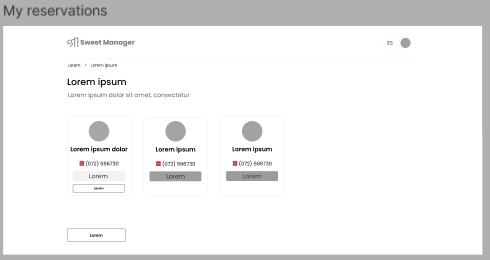 My reservations
Sweet Manager
ES
Lorem • Lorem ipsum
Lorem ipsum
Lorem ipsum dolor sit amet, consectetur
Lorem ipsum dolor
(072) 596730
Lorem
Lorem
Lorem ipsum
(072) 596730
Lorem
Lorem ipsum
(072) 596730
Lorem
Lorem